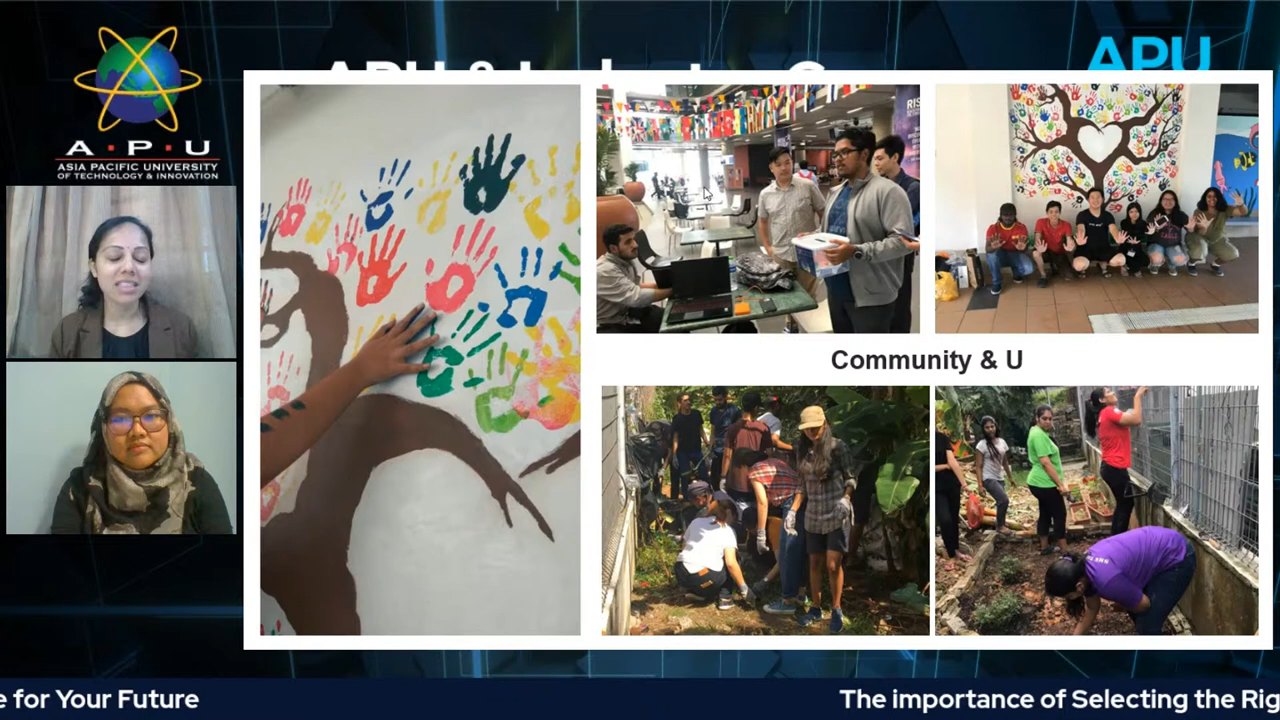 A·P·U
ASIA PACIFIC UNIVERSITY
OF TECHNOLOGY & INNOVATION
APU
Community & U
e for Your Future
The importance of Selecting the Rig